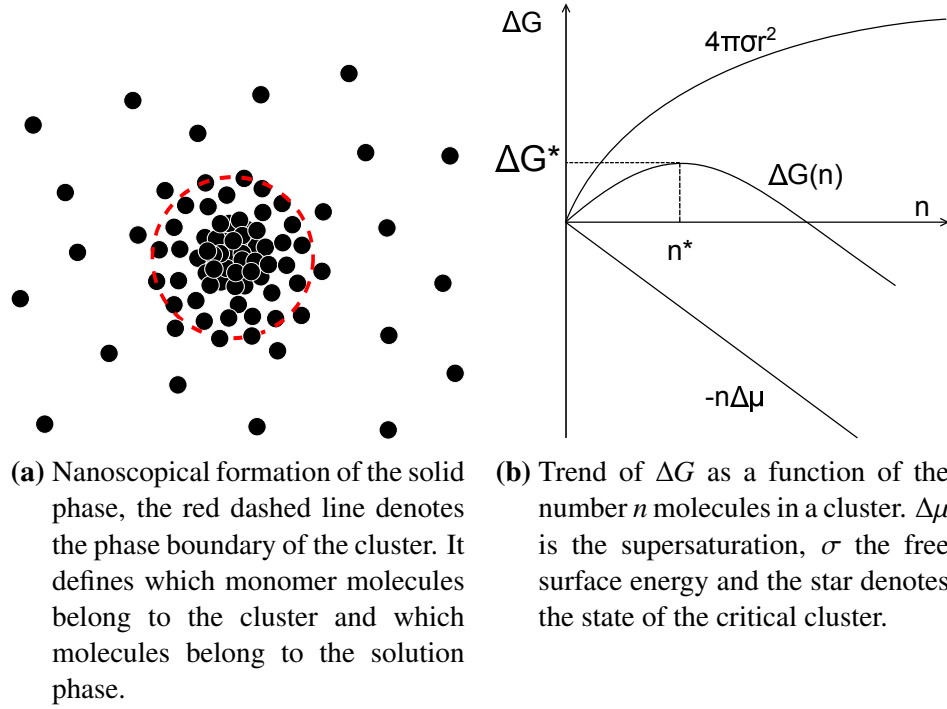 ΔG
4πσr²
ΔG*
ΔG(n)
n
n*
-nΔμ
(a) Nanoscopical formation of the solid
phase, the red dashed line denotes
the phase boundary of the cluster. It
defines which monomer molecules
belong to the cluster and which
molecules belong to the solution
phase.
(b) Trend of ΔG as a function of the
number n molecules in a cluster. Δμ
is the supersaturation, σ the free
surface energy and the star denotes
the state of the critical cluster.